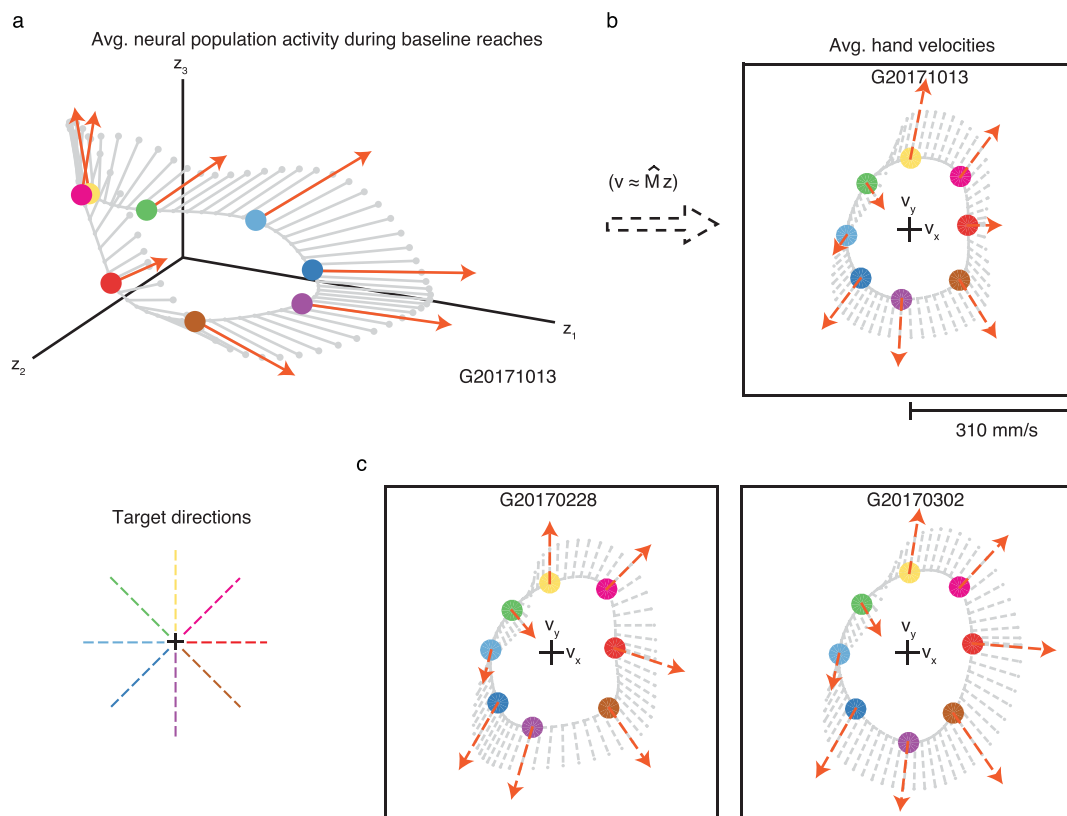 a
Avg. neural population activity during baseline reaches
z3
z1
z2
G20171013
(v ≈ M̂ z)
b
Avg. hand velocities
G20171013
vy
vx
310 mm/s
Target directions
c
G20170228
vy
vx
G20170302
vy
vx